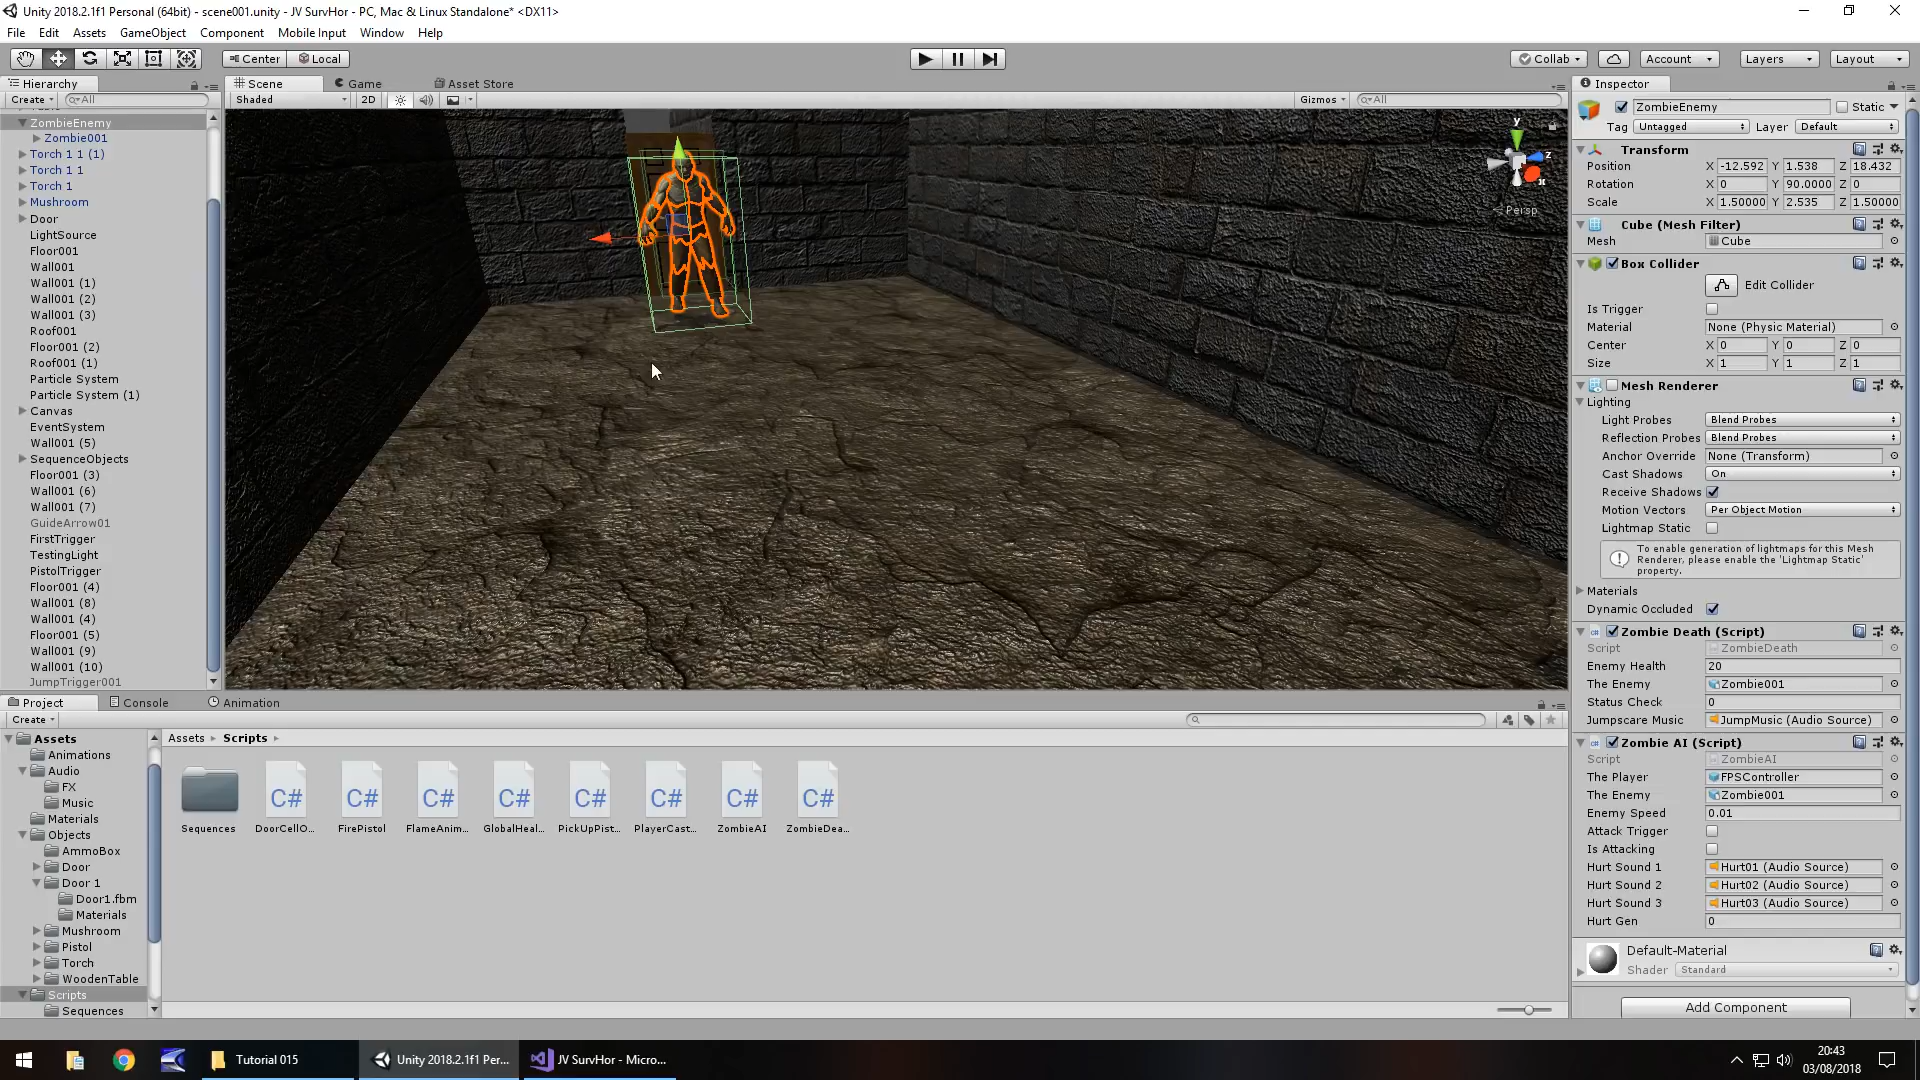 Unity 2018.2.1f1 Personal (64bit) - scene001.unity - JV SurvHor - PC, Mac & Linux Standalone* <DX11>
File Edit Assets GameObject Component Mobile Input Window Help
Center Local Collab Account Layers Layout
Hierarchy
Create All
ZombieEnemy
Zombie001
Torch 1 1 (1)
Torch 1 1
Torch 1
Mushroom
Door
LightSource
Floor001
Wall001
Wall001 (1)
Wall001 (2)
Wall001 (3)
Roof001
Floor001 (2)
Roof001 (1)
Particle System
Particle System (1)
Canvas
EventSystem
Wall001 (5)
SequenceObjects
Floor001 (3)
Wall001 (6)
Wall001 (7)
GuideArrow01
FirstTrigger
TestingLight
PistolTrigger
Floor001 (4)
Wall001 (8)
Wall001 (4)
Floor001 (5)
Wall001 (9)
Wall001 (10)
JumpTrigger001
Scene Game Asset Store
Shaded 2D Gizmos All
y
z
x
Persp
Inspector
ZombieEnemy Static
Tag Untagged Layer Default
Transform
Position X -12.592 Y 1.538 Z 18.432
Rotation X 0 Y 90.0000 Z 0
Scale X 1.50000 Y 2.535 Z 1.50000
Cube (Mesh Filter)
Mesh Cube
Box Collider
Edit Collider
Is Trigger
Material None (Physic Material)
Center X 0 Y 0 Z 0
Size X 1 Y 1 Z 1
Mesh Renderer
Lighting
Light Probes Blend Probes
Reflection Probes Blend Probes
Anchor Override None (Transform)
Cast Shadows On
Receive Shadows
Motion Vectors Per Object Motion
Lightmap Static
To enable generation of lightmaps for this Mesh
Renderer, please enable the 'Lightmap Static'
property.
Materials
Dynamic Occluded
Zombie Death (Script)
Script ZombieDeath
Enemy Health 20
The Enemy Zombie001
Status Check 0
Jumpscare Music JumpMusic (Audio Source)
Zombie AI (Script)
Script ZombieAI
The Player FPSController
The Enemy Zombie001
Enemy Speed 0.01
Attack Trigger
Is Attacking
Hurt Sound 1 Hurt01 (Audio Source)
Hurt Sound 2 Hurt02 (Audio Source)
Hurt Sound 3 Hurt03 (Audio Source)
Hurt Gen 0
Default-Material
Shader Standard
Add Component
Project Console Animation
Create
Assets
Animations
Audio
FX
Music
Materials
Objects
AmmoBox
Door
Door 1
Door1.fbm
Materials
Mushroom
Pistol
Torch
WoodenTable
Scripts
Sequences
Assets Scripts
C# C# C# C# C# C# C# C#
Sequences DoorCellO... FirePistol FlameAnim... GlobalHeal... PickUpPist... PlayerCast... ZombieAI ZombieDea...
Tutorial 015 Unity 2018.2.1f1 Per... JV SurvHor - Micro...
20:43
03/08/2018